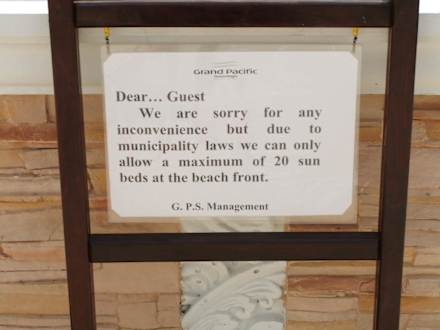 Grand Pacific
Dear... Guest
We are sorry for any
inconvenience but due to
municipality laws we can only
allow a maximum of 20 sun
beds at the beach front.
G. P.S. Management